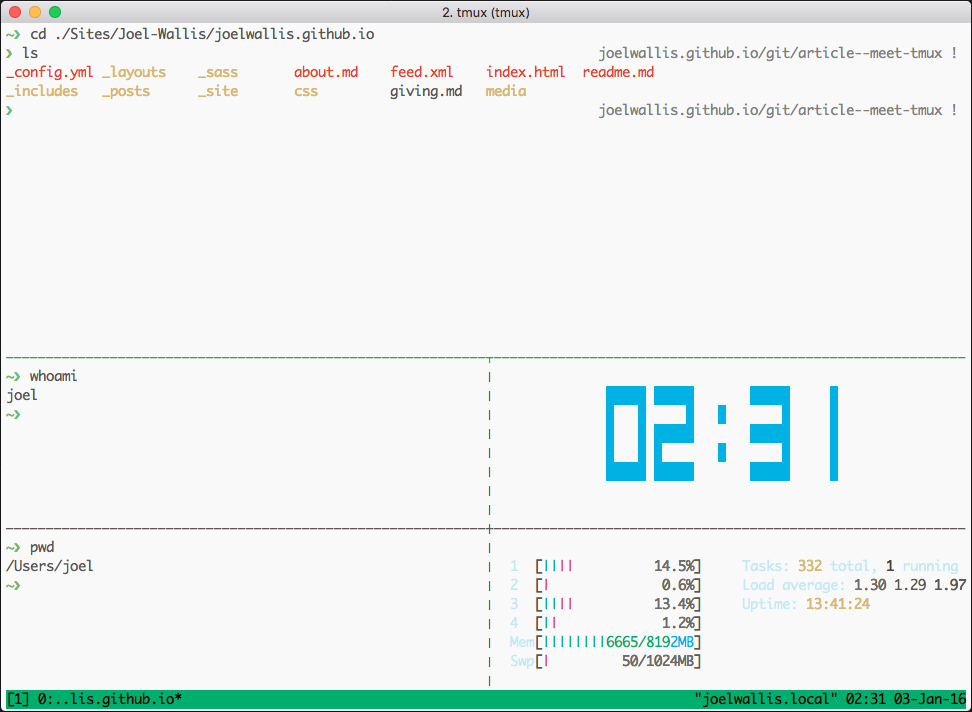 2. tmux (tmux)
~❯ cd ./Sites/Joel-Wallis/joelwallis.github.io
❯ ls joelwallis.github.io/git/article--meet-tmux !
_config.yml _layouts _sass about.md feed.xml index.html readme.md
_includes _posts _site css giving.md media
❯ joelwallis.github.io/git/article--meet-tmux !
~❯ whoami
joel
~❯
02:31
~❯ pwd
/Users/joel
~❯
1 [|||| 14.5%]
2 [| 0.6%]
3 [|||| 13.4%]
4 [|| 1.2%]
Mem[||||||||6665/8192MB]
Swp[| 50/1024MB]
Tasks: 332 total, 1 running
Load average: 1.30 1.29 1.97
Uptime: 13:41:24
[1] 0:..lis.github.io* "joelwallis.local" 02:31 03-Jan-16